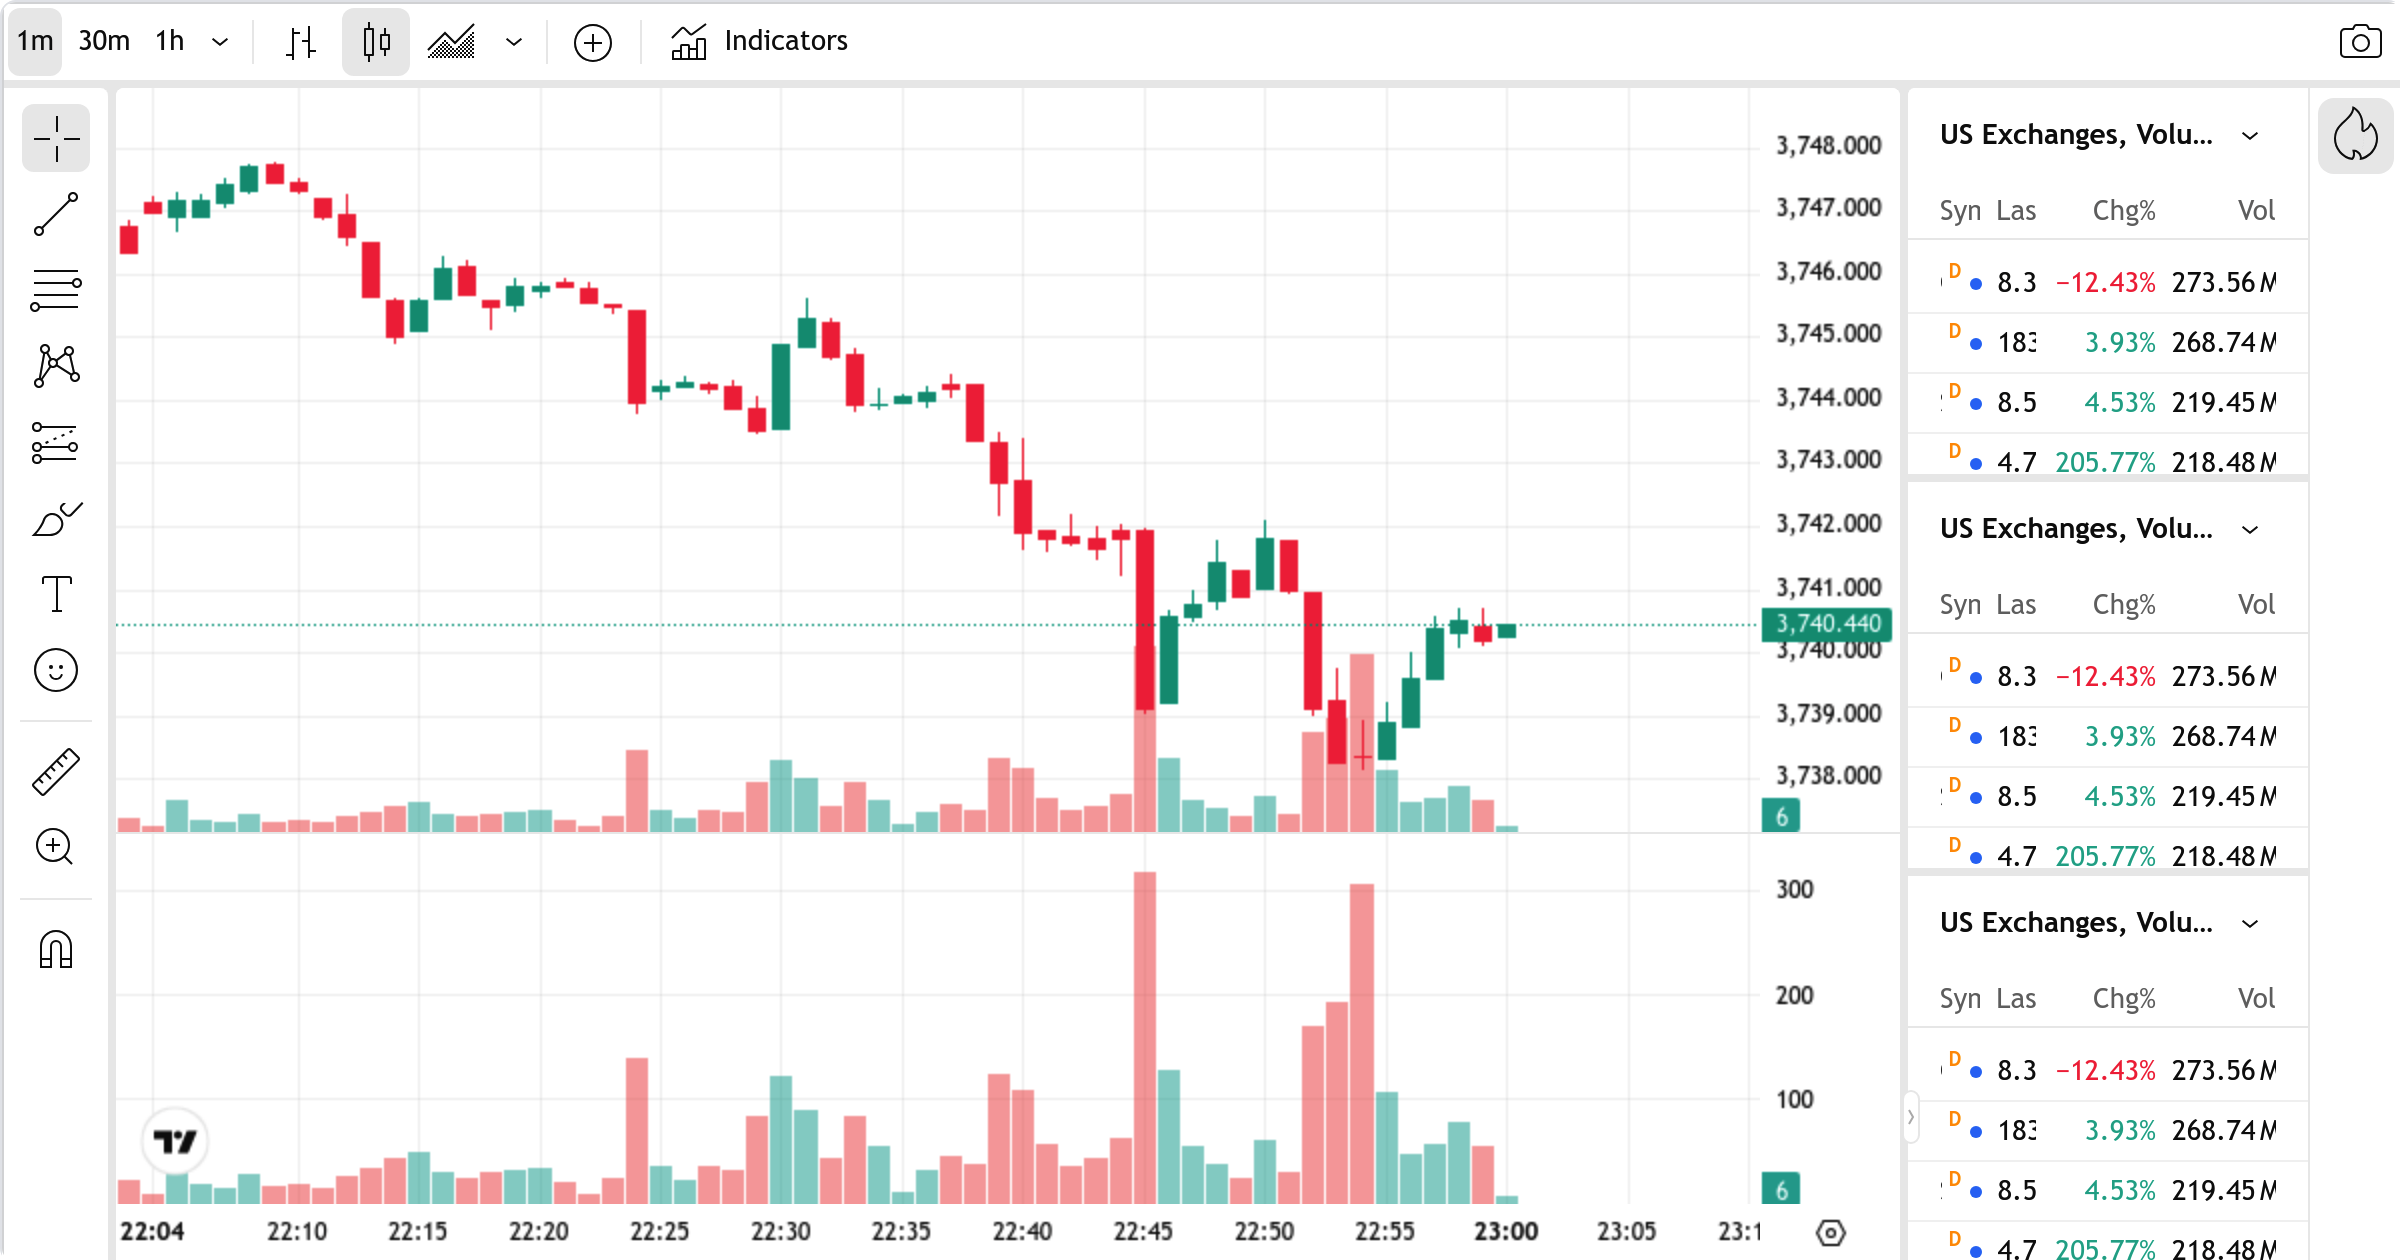 1m 30m 1h Indicators
3,748.000
3,747.000
3,746.000
3,745.000
3,744.000
3,743.000
3,742.000
3,741.000
3,740.440
3,740.000
3,739.000
3,738.000
6
300
200
100
6
22:04 22:10 22:15 22:20 22:25 22:30 22:35 22:40 22:45 22:50 22:55 23:00 23:05 23:1
US Exchanges, Volu...
Syn Las Chg% Vol
D 8.3 −12.43% 273.56 M
D 183 3.93% 268.74 M
D 8.5 4.53% 219.45 M
D 4.7 205.77% 218.48 M
US Exchanges, Volu...
Syn Las Chg% Vol
D 8.3 −12.43% 273.56 M
D 183 3.93% 268.74 M
D 8.5 4.53% 219.45 M
D 4.7 205.77% 218.48 M
US Exchanges, Volu...
Syn Las Chg% Vol
D 8.3 −12.43% 273.56 M
D 183 3.93% 268.74 M
D 8.5 4.53% 219.45 M
D 4.7 205.77% 218.48 M